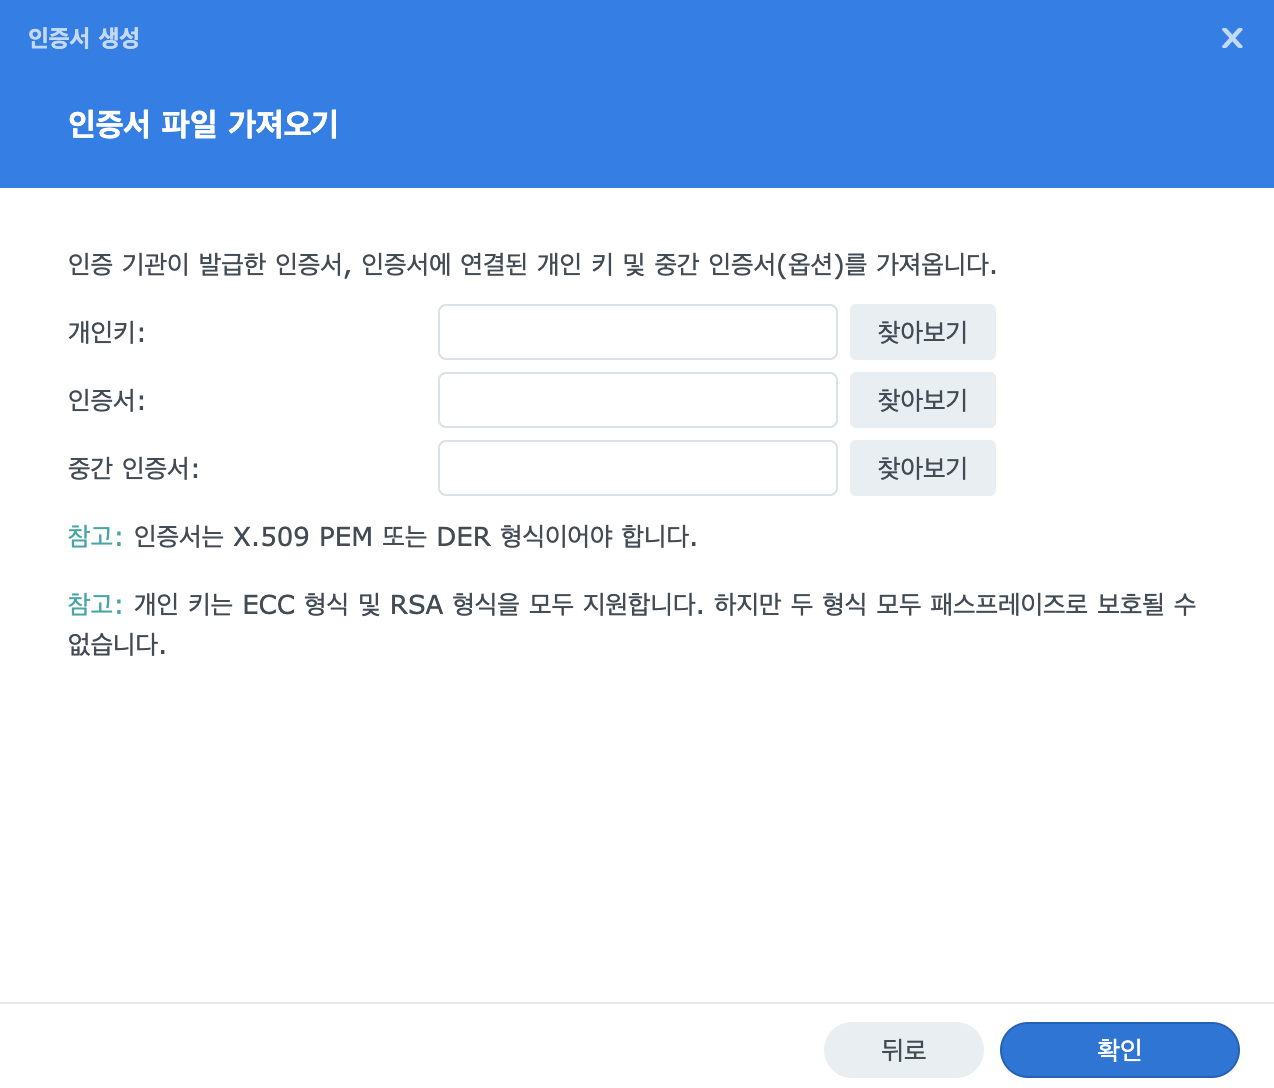 인증서 생성
인증서 파일 가져오기
인증 기관이 발급한 인증서, 인증서에 연결된 개인 키 및 중간 인증서(옵션)를 가져옵니다.
개인키: 찾아보기
인증서: 찾아보기
중간 인증서: 찾아보기
참고: 인증서는 X.509 PEM 또는 DER 형식이어야 합니다.
참고: 개인 키는 ECC 형식 및 RSA 형식을 모두 지원합니다. 하지만 두 형식 모두 패스프레이즈로 보호될 수
없습니다.
뒤로 확인